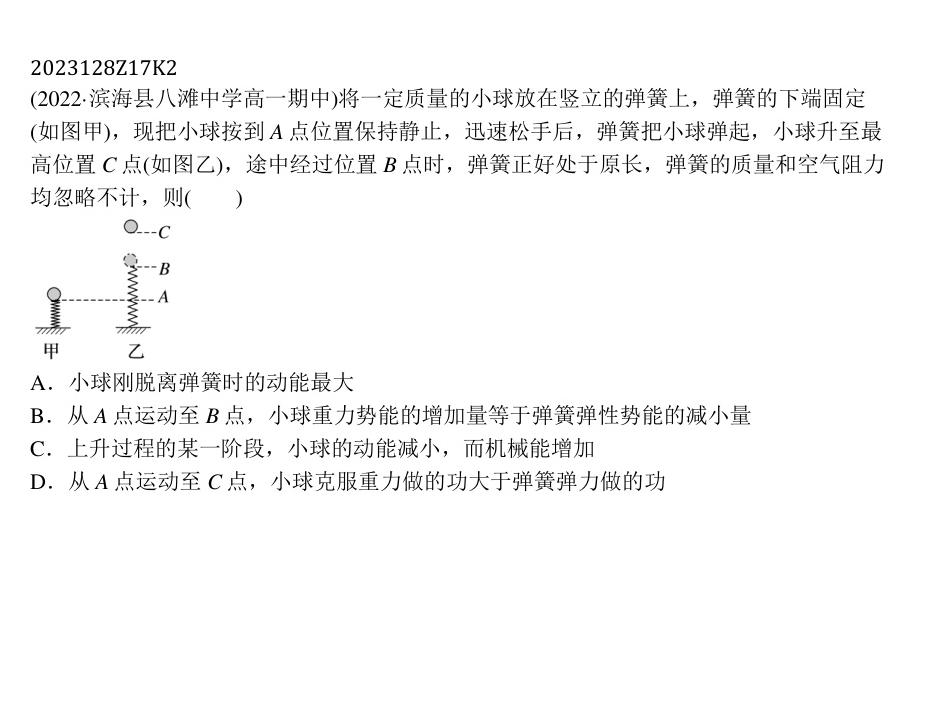 2023128Z17K2
(2022·滨海县八滩中学高一期中)将一定质量的小球放在竖立的弹簧上，弹簧的下端固定
(如图甲)，现把小球按到 A 点位置保持静止，迅速松手后，弹簧把小球弹起，小球升至最
高位置 C 点(如图乙)，途中经过位置 B 点时，弹簧正好处于原长，弹簧的质量和空气阻力
均忽略不计，则(　　)
C
B
A
甲 乙
A．小球刚脱离弹簧时的动能最大
B．从 A 点运动至 B 点，小球重力势能的增加量等于弹簧弹性势能的减小量
C．上升过程的某一阶段，小球的动能减小，而机械能增加
D．从 A 点运动至 C 点，小球克服重力做的功大于弹簧弹力做的功